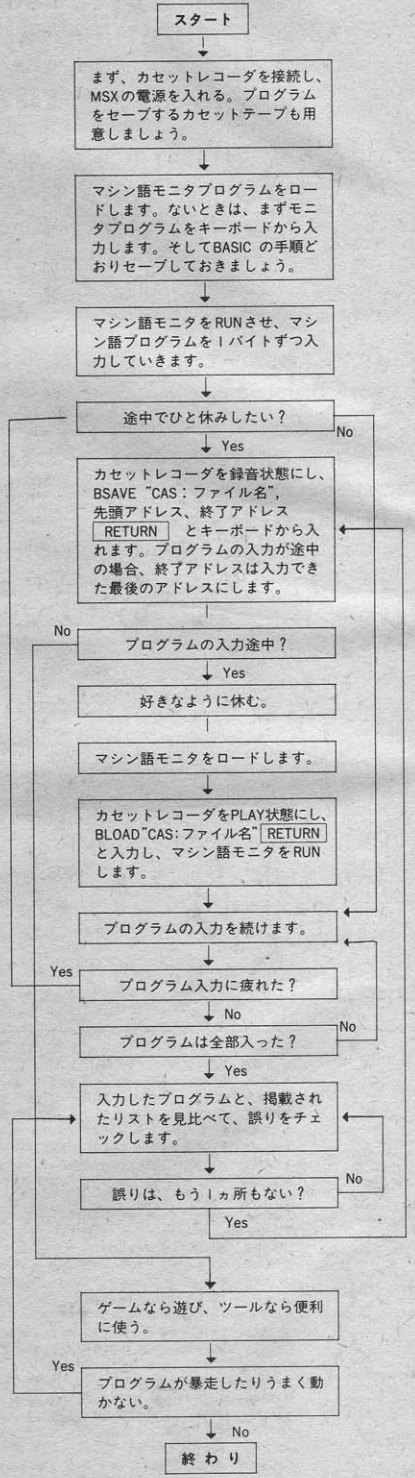 スタート
まず、カセットレコーダを接続し、
MSXの電源を入れる。プログラム
をセーブするカセットテープも用
意しましょう。
マシン語モニタプログラムをロー
ドします。ないときは、まずモニ
タプログラムをキーボードから入
力します。そしてBASIC の手順ど
おりセーブしておきましょう。
マシン語モニタをRUNさせ、マシ
ン語プログラムを1バイトずつ入
力していきます。
途中でひと休みしたい？
No
Yes
カセットレコーダを録音状態にし、
BSAVE "CAS：ファイル名",
先頭アドレス、終了アドレス
RETURN とキーボードから入
れます。プログラムの入力が途中
の場合、終了アドレスは入力でき
た最後のアドレスにします。
No
プログラムの入力途中？
Yes
好きなように休む。
マシン語モニタをロードします。
カセットレコーダをPLAY状態にし、
BLOAD"CAS:ファイル名" RETURN
と入力し、マシン語モニタをRUN
します。
プログラムの入力を続けます。
Yes
プログラム入力に疲れた？
No
プログラムは全部入った？
No
Yes
入力したプログラムと、掲載され
たリストを見比べて、誤りをチェ
ックします。
誤りは、もう1ヵ所もない？
No
Yes
ゲームなら遊び、ツールなら便利
に使う。
Yes
プログラムが暴走したりうまく動
かない。
No
終わり